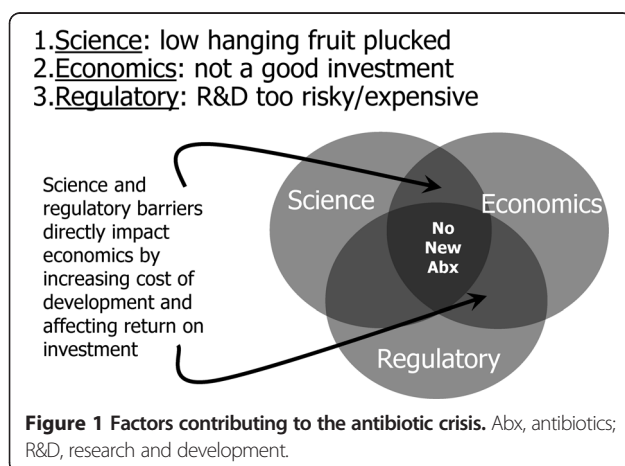 1.Science: low hanging fruit plucked
2.Economics: not a good investment
3.Regulatory: R&D too risky/expensive
Science and
regulatory barriers
directly impact
economics by
increasing cost of
development and
affecting return on
investment
Science
Economics
No
New
Abx
Regulatory
Figure 1 Factors contributing to the antibiotic crisis. Abx, antibiotics;
R&D, research and development.